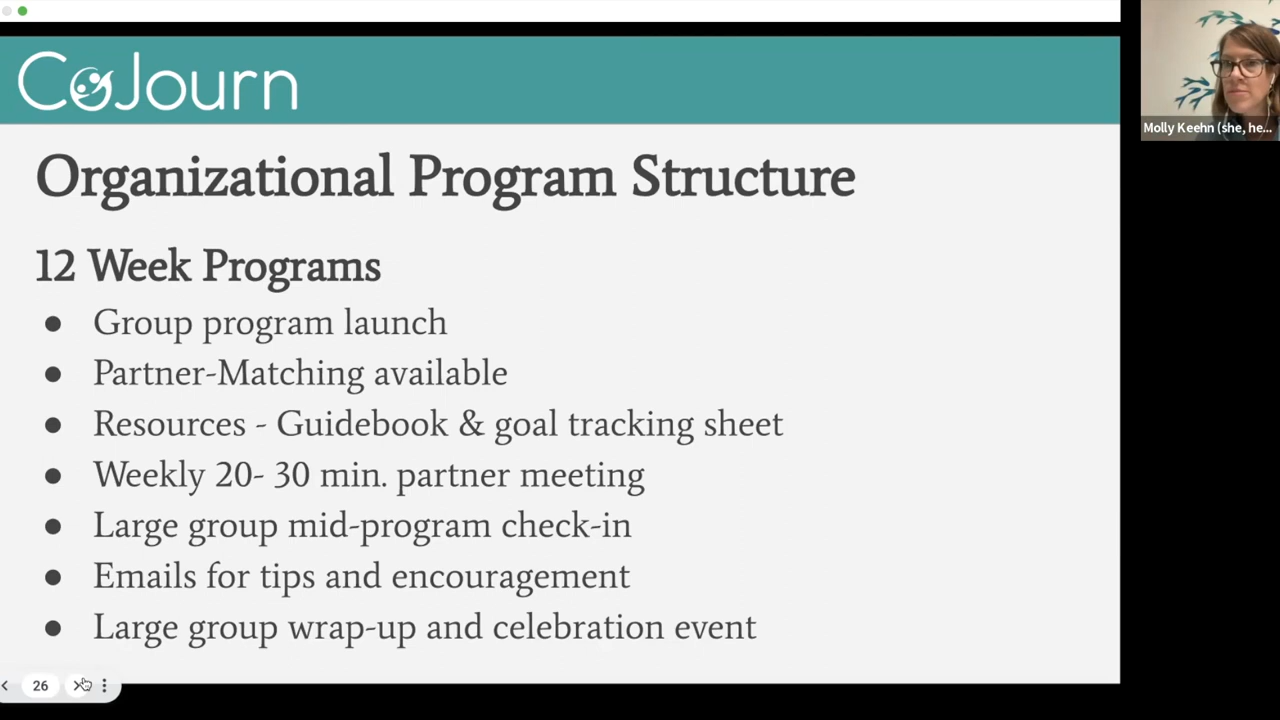 CoJourn
Organizational Program Structure
12 Week Programs
● Group program launch
● Partner-Matching available
● Resources - Guidebook & goal tracking sheet
● Weekly 20- 30 min. partner meeting
● Large group mid-program check-in
● Emails for tips and encouragement
● Large group wrap-up and celebration event
26
Molly Keehn (she, he...